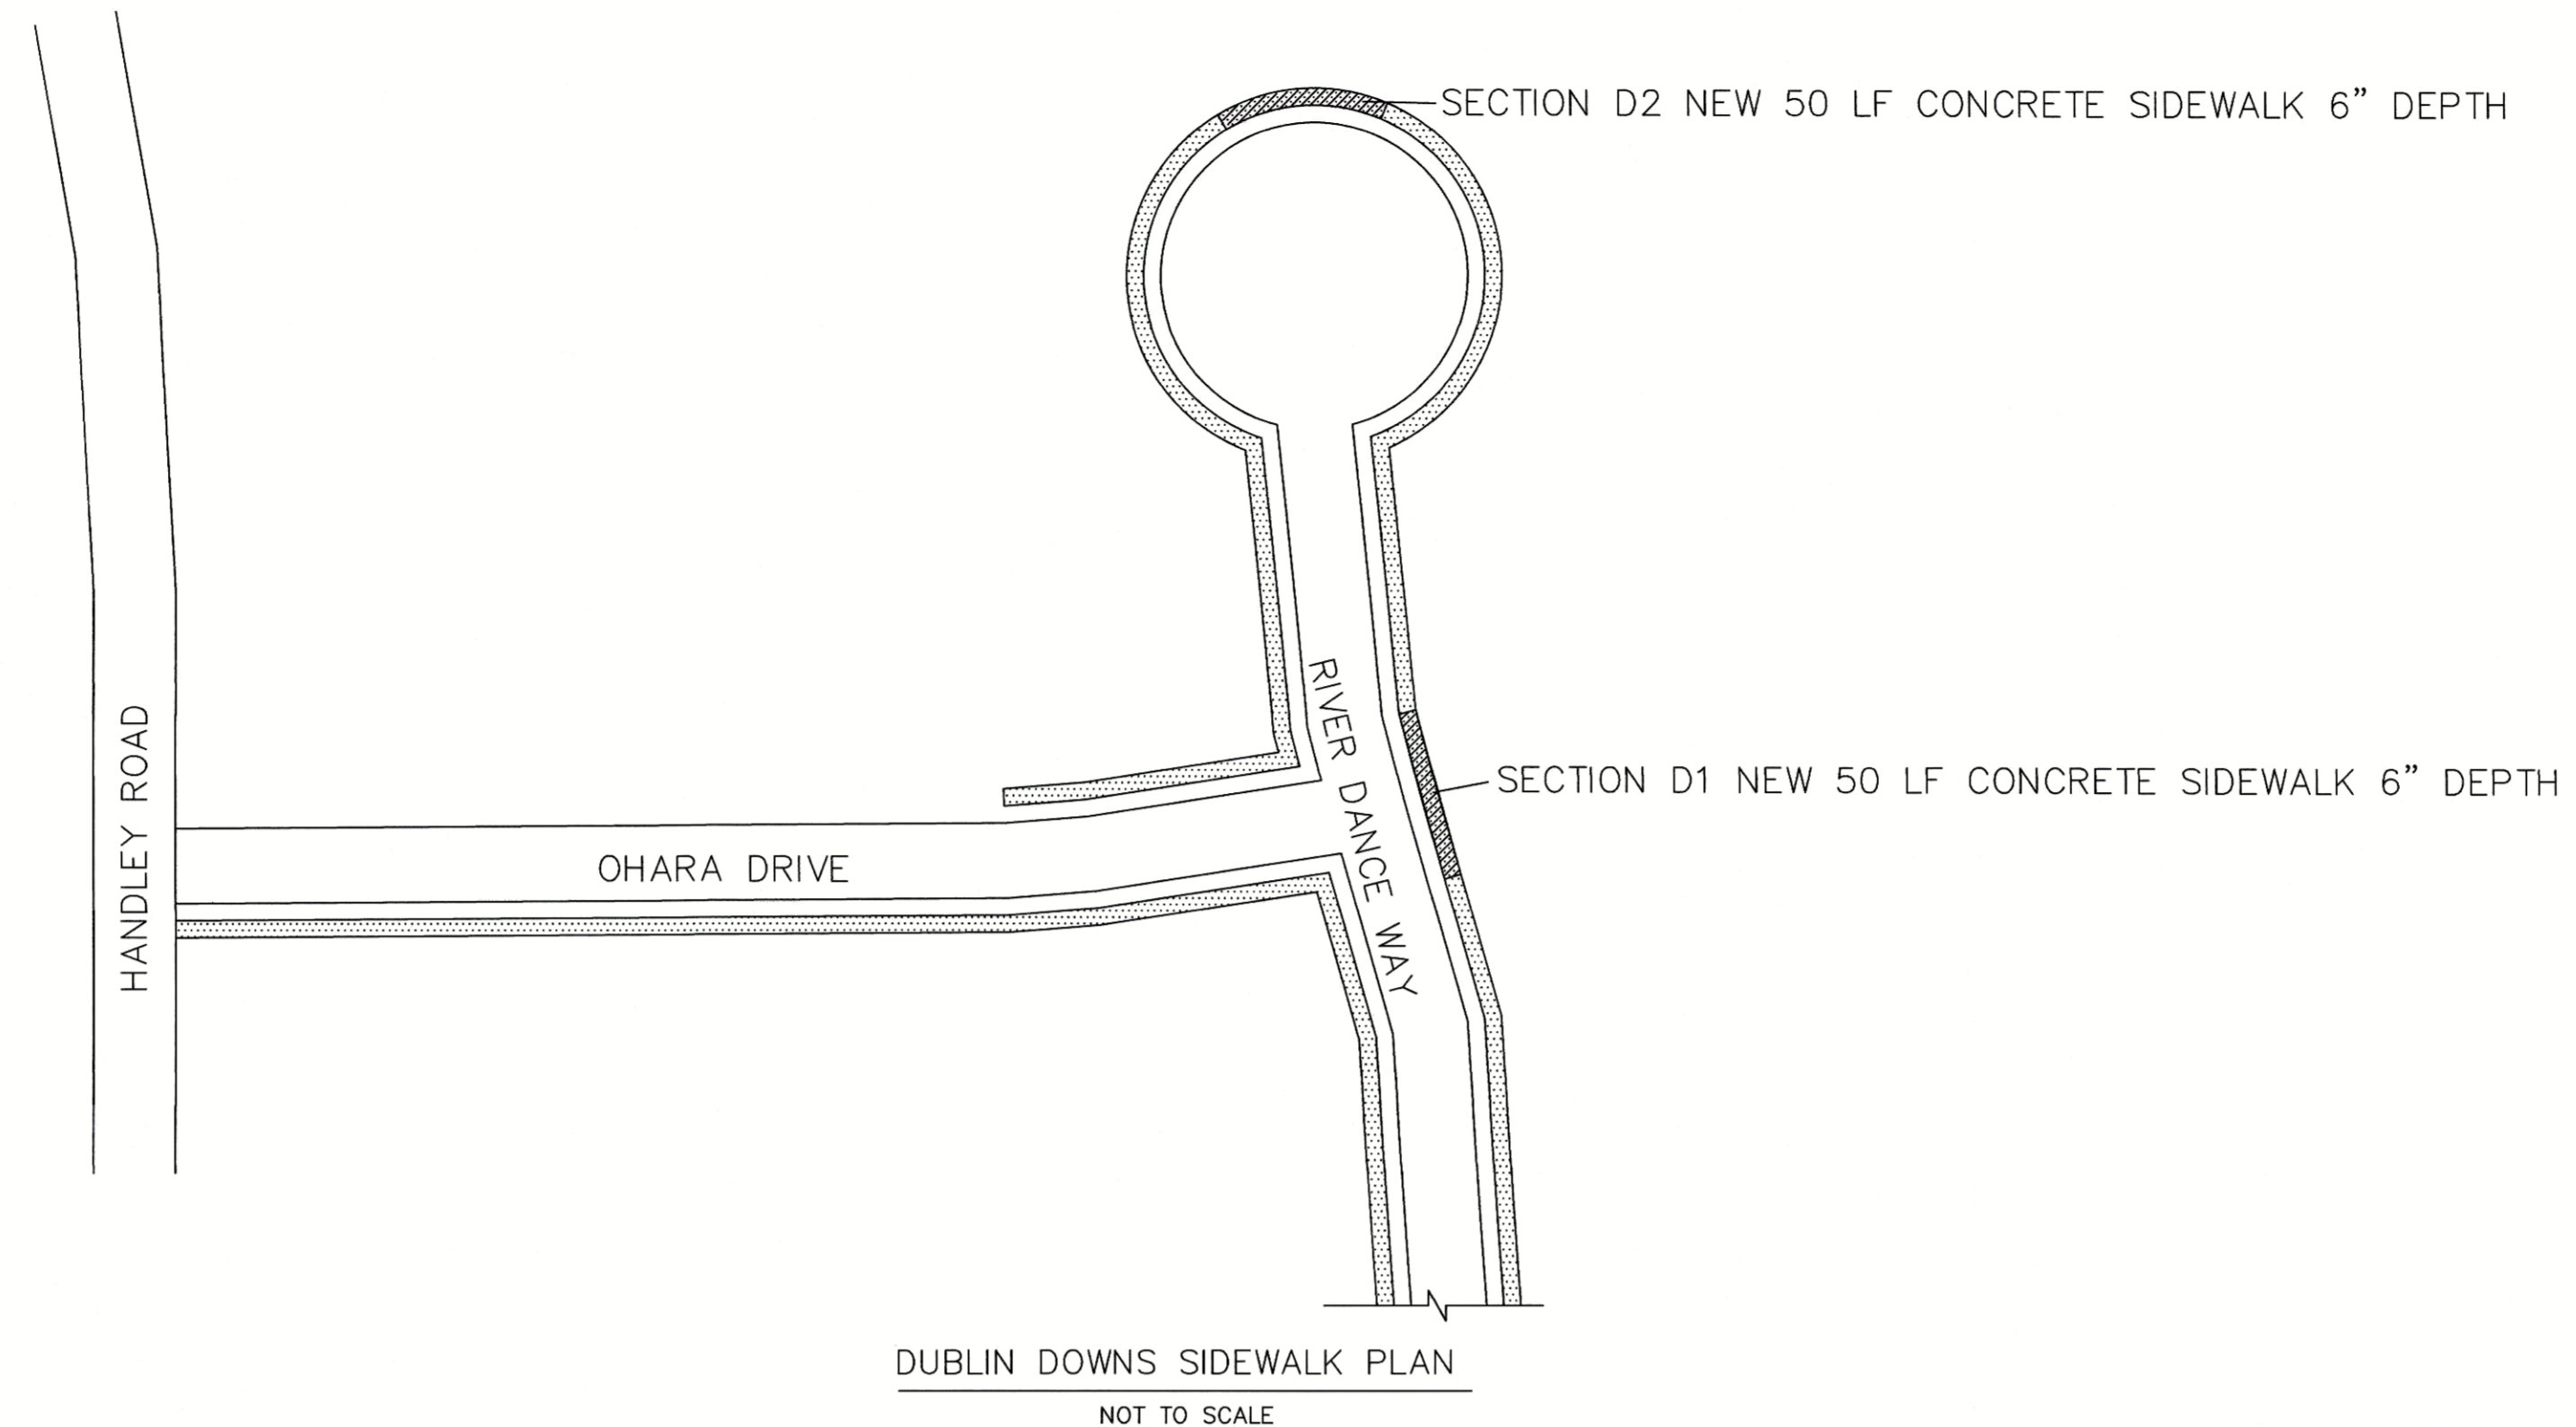 SECTION D2 NEW 50 LF CONCRETE SIDEWALK 6” DEPTH
RIVER DANCE WAY
SECTION D1 NEW 50 LF CONCRETE SIDEWALK 6” DEPTH
HANDLEY ROAD
OHARA DRIVE
DUBLIN DOWNS SIDEWALK PLAN
NOT TO SCALE